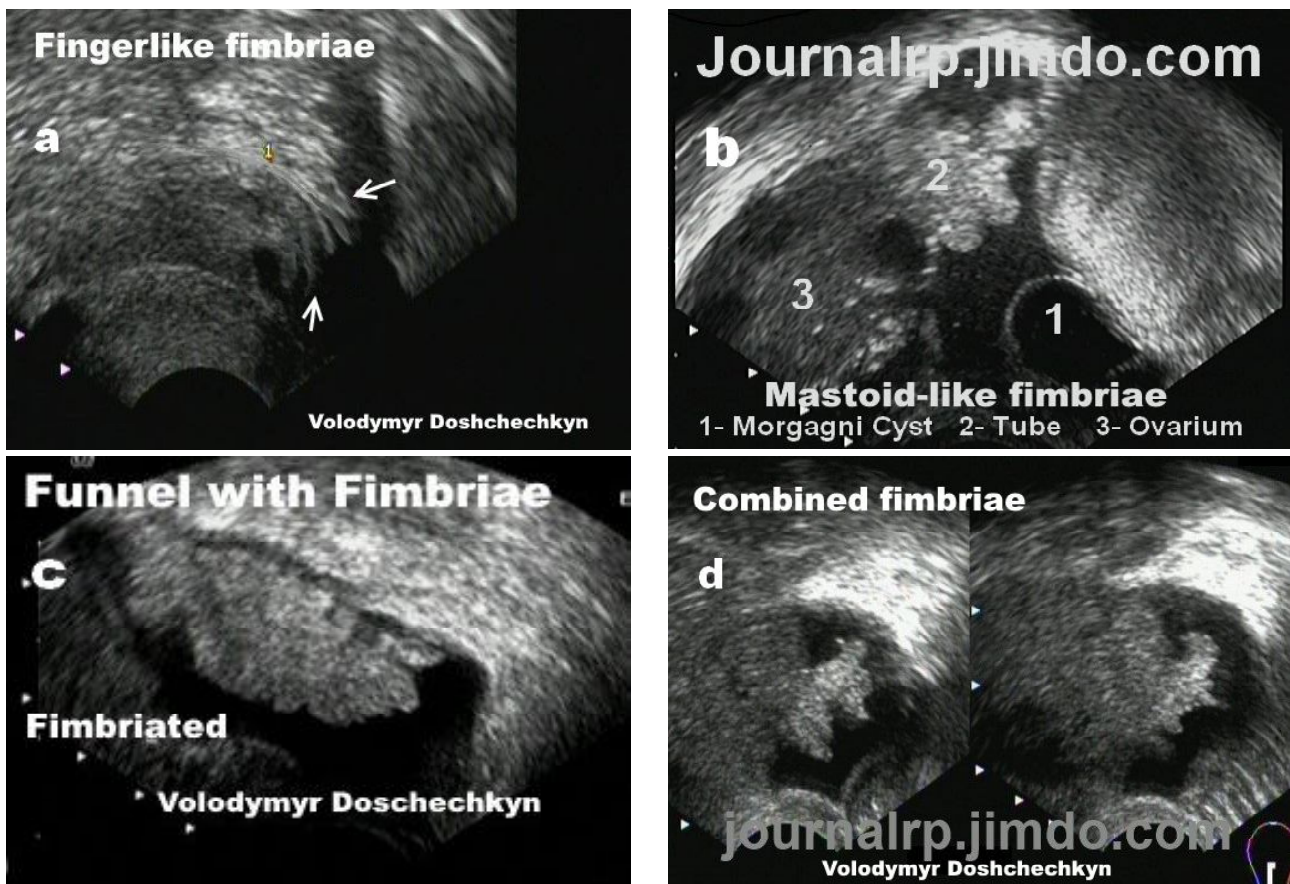 Fingerlike fimbriae
a
1
Volodymyr Doshchechkyn
Journalrp.jimdo.com
b
2
3
1
Mastoid-like fimbriae
1- Morgagni Cyst 2- Tube 3- Ovarium
Funnel with Fimbriae
c
Fimbriated
Volodymyr Doschechkyn
Combined fimbriae
d
journalrp.jimdo.com
Volodymyr Doshchechkyn